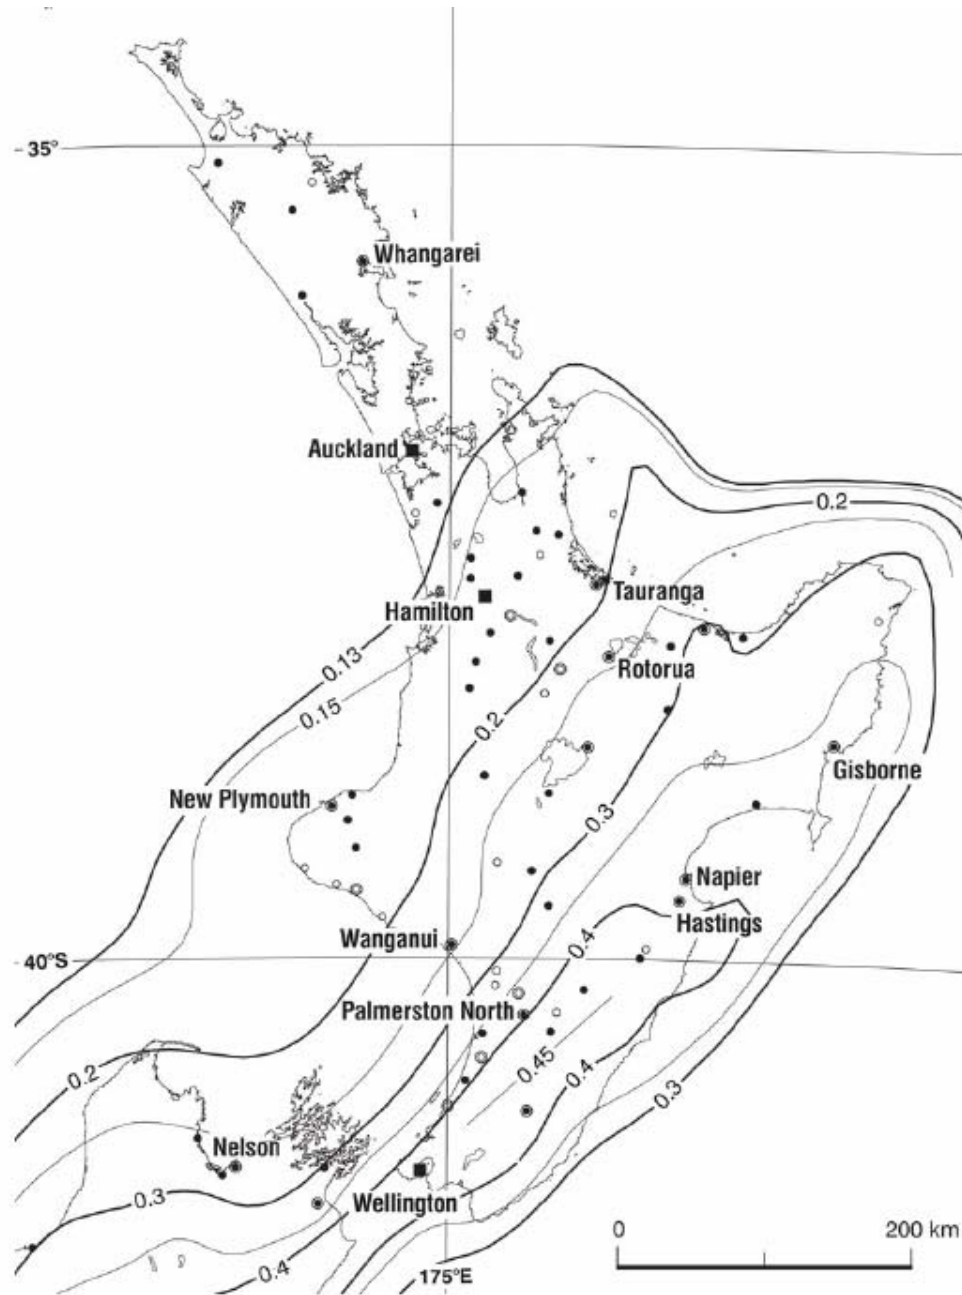 35°
Whangarei
Auckland
0.2
Tauranga
Hamilton
Rotorua
0.13
0.15
0.2
Gisborne
New Plymouth
0.3
Napier
Hastings
Wanganui
0.4
40°S
Palmerston North
0.45
0.4
0.2
0.3
Nelson
0.3
Wellington
0 200 km
0.4
175°E